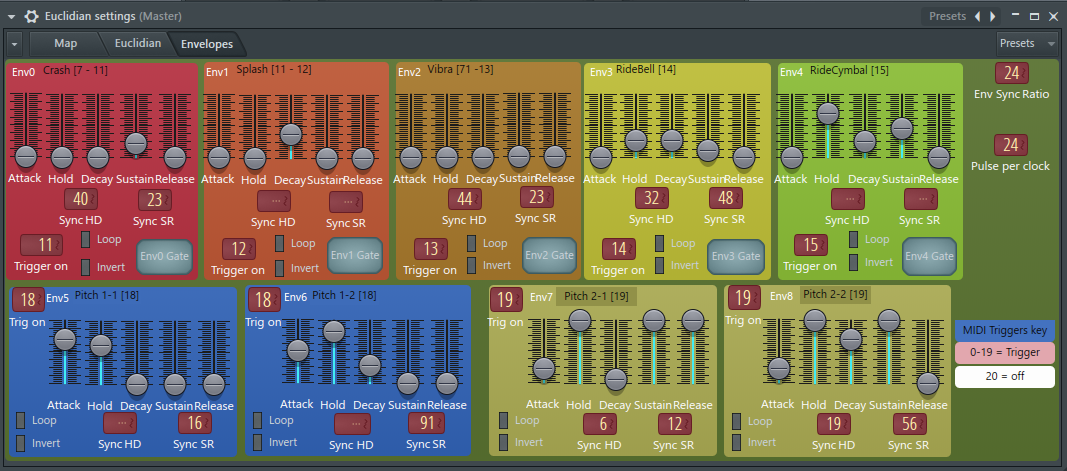 Euclidian settings (Master)
Presets
Map
Euclidian
Envelopes
Presets
Env0 Crash [7 - 11]
Attack Hold Decay Sustain Release
40 23
Sync HD Sync SR
11 Loop
Trigger on Invert
Env0 Gate
Env1 Splash [11 - 12]
Attack Hold Decay Sustain Release
--- ---
Sync HD Sync SR
12 Loop
Trigger on Invert
Env1 Gate
Env2 Vibra [71 -13]
Attack Hold Decay Sustain Release
44 23
Sync HD Sync SR
13 Loop
Trigger on Invert
Env2 Gate
Env3 RideBell [14]
Attack Hold Decay Sustain Release
32 48
Sync HD Sync SR
14 Loop
Trigger on Invert
Env3 Gate
Env4 RideCymbal [15]
Attack Hold Decay Sustain Release
--- ---
Sync HD Sync SR
15 Loop
Trigger on Invert
Env4 Gate
24
Env Sync Ratio
24
Pulse per clock
18 Env5 Pitch 1-1 [18]
Trig on
Attack Hold Decay Sustain Release
Loop --- 16
Invert Sync HD Sync SR
18 Env6 Pitch 1-2 [18]
Trig on
Attack Hold Decay Sustain Release
Loop --- 91
Invert Sync HD Sync SR
19 Env7 Pitch 2-1 [19]
Trig on
Attack Hold Decay Sustain Release
Loop 6 12
Invert Sync HD Sync SR
19 Env8 Pitch 2-2 [19]
Trig on
Attack Hold Decay Sustain Release
Loop 19 56
Invert Sync HD Sync SR
MIDI Triggers key
0-19 = Trigger
20 = off